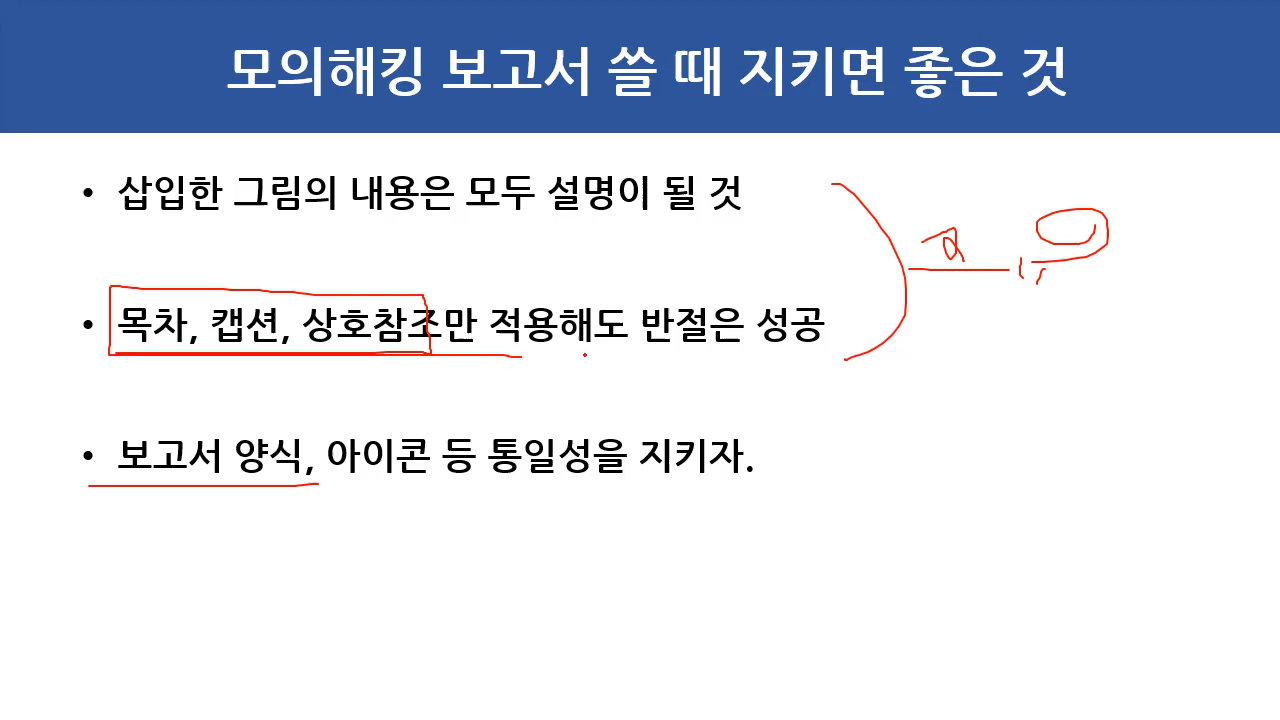 모의해킹 보고서 쓸 때 지키면 좋은 것
• 삽입한 그림의 내용은 모두 설명이 될 것
• 목차, 캡션, 상호참조만 적용해도 반절은 성공
• 보고서 양식, 아이콘 등 통일성을 지키자.